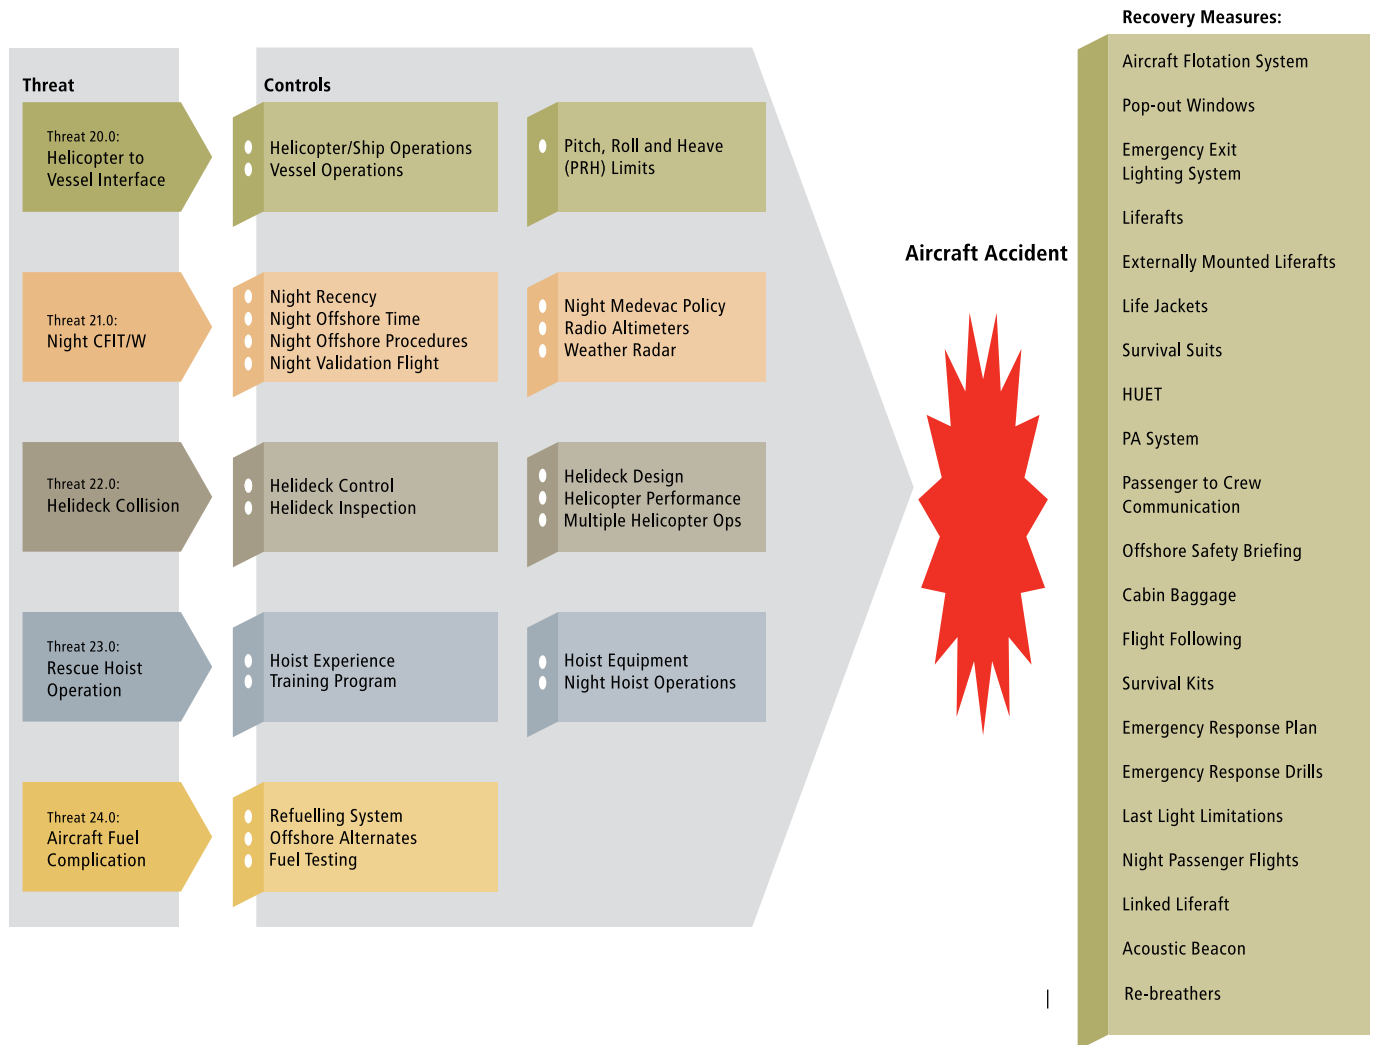 Recovery Measures:
Threat
Controls
Threat 20.0:
Helicopter to
Vessel Interface
Helicopter/Ship Operations
Vessel Operations
Pitch, Roll and Heave
(PRH) Limits
Threat 21.0:
Night CFIT/W
Night Recency
Night Offshore Time
Night Offshore Procedures
Night Validation Flight
Night Medevac Policy
Radio Altimeters
Weather Radar
Threat 22.0:
Helideck Collision
Helideck Control
Helideck Inspection
Helideck Design
Helicopter Performance
Multiple Helicopter Ops
Threat 23.0:
Rescue Hoist
Operation
Hoist Experience
Training Program
Hoist Equipment
Night Hoist Operations
Threat 24.0:
Aircraft Fuel
Complication
Refuelling System
Offshore Alternates
Fuel Testing
Aircraft Accident
Aircraft Flotation System
Pop-out Windows
Emergency Exit
Lighting System
Liferafts
Externally Mounted Liferafts
Life Jackets
Survival Suits
HUET
PA System
Passenger to Crew
Communication
Offshore Safety Briefing
Cabin Baggage
Flight Following
Survival Kits
Emergency Response Plan
Emergency Response Drills
Last Light Limitations
Night Passenger Flights
Linked Liferaft
Acoustic Beacon
Re-breathers